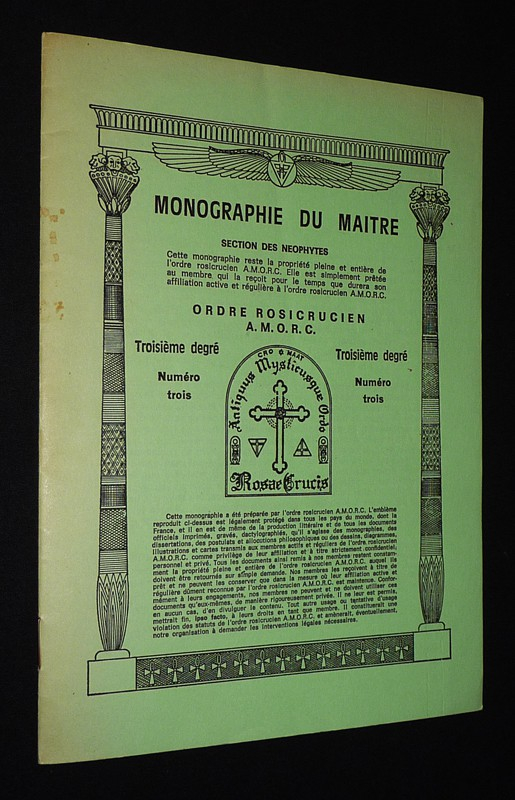 MONOGRAPHIE DU MAITRE
SECTION DES NEOPHYTES
Cette monographie reste la propriété pleine et entière de
l'ordre rosicrucien A.M.O.R.C. Elle est simplement prêtée
au membre qui la reçoit pour le temps que durera son
affiliation active et régulière à l'ordre rosicrucien A.M.O.R.C.
ORDRE ROSICRUCIEN
A.M.O.R.C.
Troisième degré
Numéro
trois
Troisième degré
Numéro
trois
CRO MAAT
Antiquus Mysticusque Ordo
Rosae Crucis
Cette monographie a été préparée par l'ordre rosicrucien A.M.O.R.C. L'emblème
reproduit ci-dessus est légalement protégé dans tous les pays du monde, dont la
France, et il en est de même de la production littéraire et de tous les documents
officiels imprimés, gravés, dactylographiés, qu'il s'agisse des monographies, des
dissertations, des postulats et allocutions philosophiques ou des dessins, diagrammes,
illustrations et cartes transmis aux membres actifs et réguliers de l'ordre rosicrucien
A.M.O.R.C. comme privilège de leur affiliation et à titre strictement confidentiel,
personnel et privé. Tous les documents ainsi remis à nos membres restent constam-
ment la propriété pleine et entière de l'ordre rosicrucien A.M.O.R.C. auquel ils
doivent être retournés sur simple demande. Nos membres les reçoivent à titre de
prêt et ne peuvent les conserver que dans la mesure où leur affiliation active et
régulière dûment reconnue par l'ordre rosicrucien A.M.O.R.C. est maintenue. Confor-
mément à leurs engagements, nos membres ne peuvent et ne doivent utiliser ces
documents qu'eux-mêmes, de manière rigoureusement privée. Il ne leur est permis,
en aucun cas, d'en divulguer le contenu. Tout autre usage ou tentative d'usage
mettrait fin, ipso facto, à leurs droits en tant que membre. Il constituerait une
violation des statuts de l'ordre rosicrucien A.M.O.R.C. et amènerait, éventuellement,
notre organisation à demander les interventions légales nécessaires.